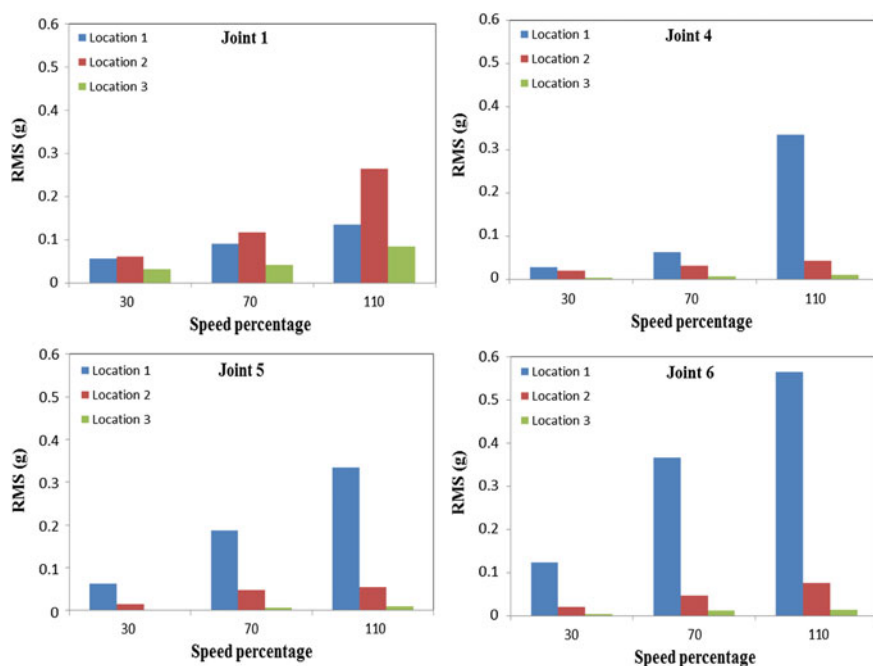 Joint 1
Location 1
Location 2
Location 3
RMS (g)
0.6
0.5
0.4
0.3
0.2
0.1
0
30 70 110
Speed percentage
Joint 4
Location 1
Location 2
Location 3
RMS (g)
0.6
0.5
0.4
0.3
0.2
0.1
0
30 70 110
Speed percentage
Joint 5
Location 1
Location 2
Location 3
RMS (g)
0.6
0.5
0.4
0.3
0.2
0.1
0
30 70 110
Speed percentage
Joint 6
Location 1
Location 2
Location 3
RMS (g)
0.6
0.5
0.4
0.3
0.2
0.1
0
30 70 110
Speed percentage